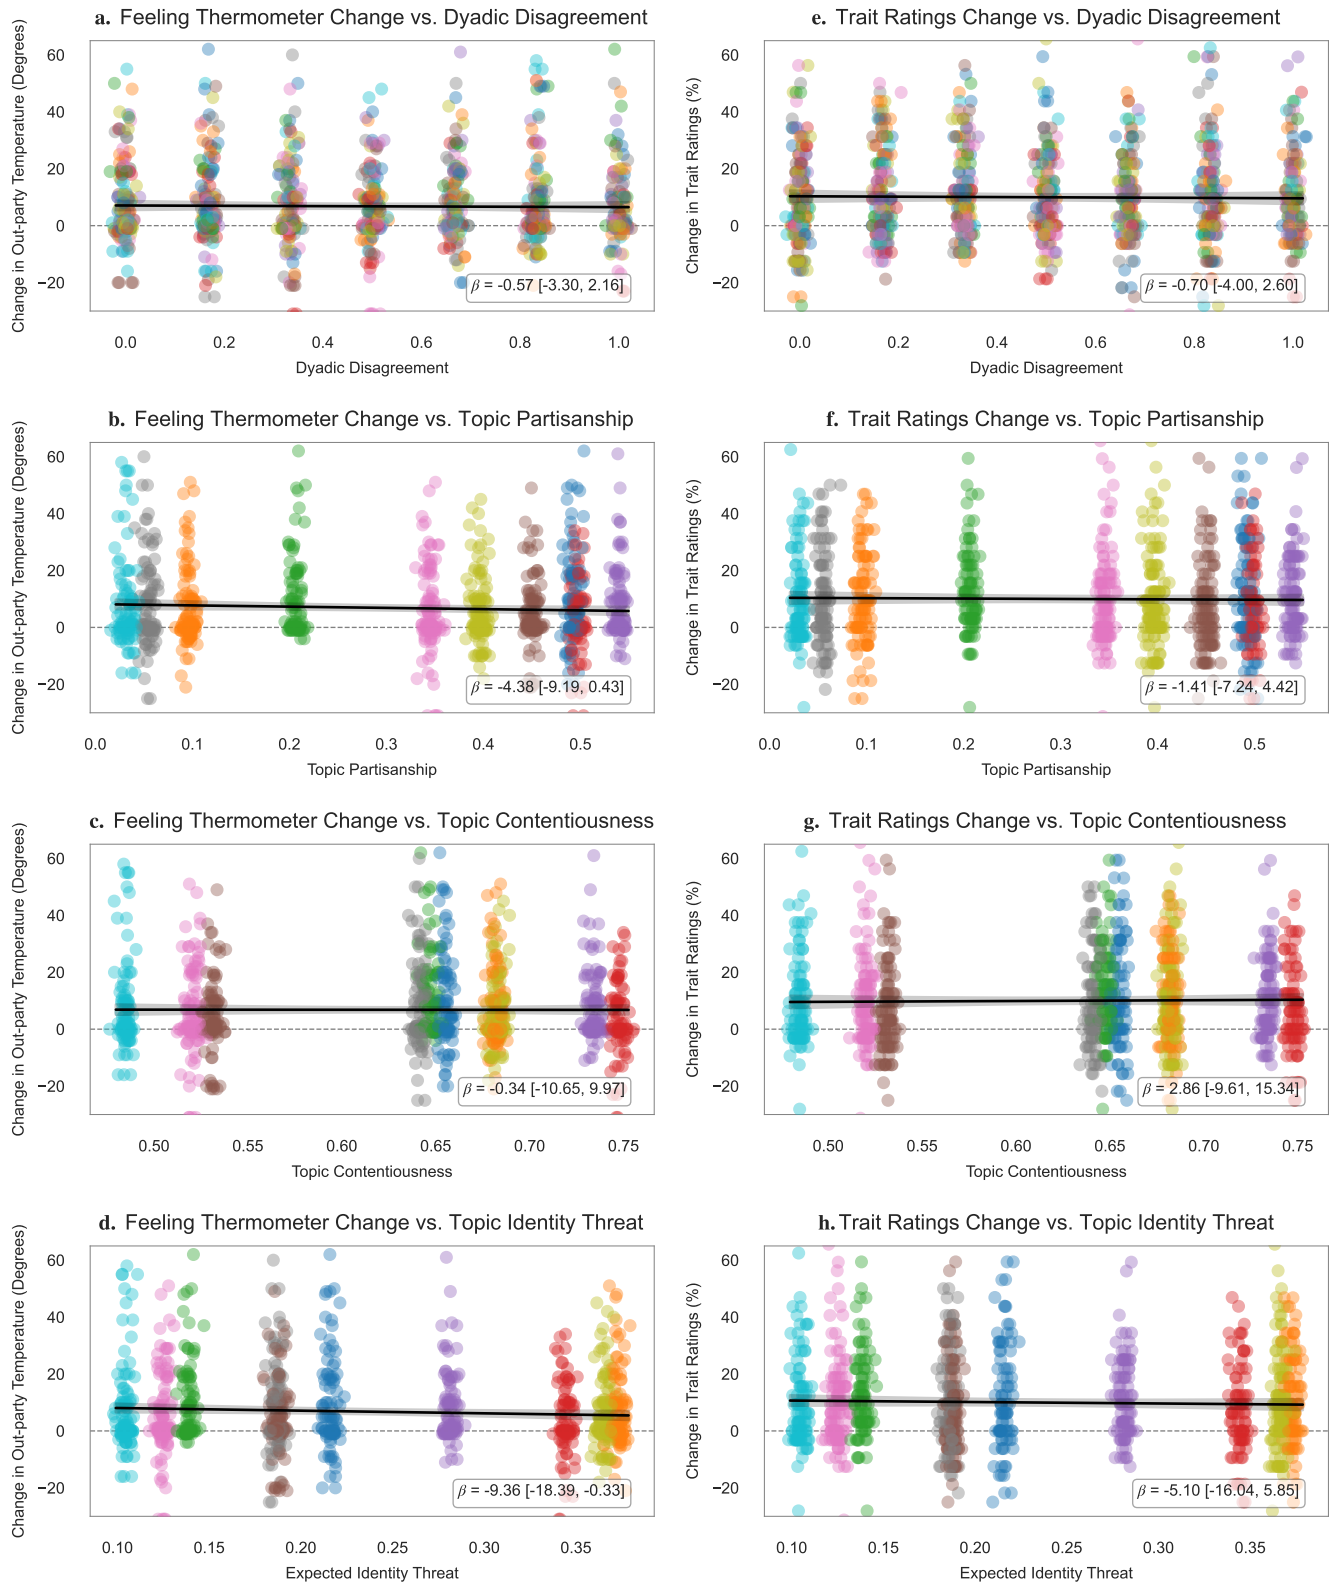 a. Feeling Thermometer Change vs. Dyadic Disagreement
Change in Out-party Temperature (Degrees)
60
40
20
0
−20
β = -0.57 [-3.30, 2.16]
0.0 0.2 0.4 0.6 0.8 1.0
Dyadic Disagreement
e. Trait Ratings Change vs. Dyadic Disagreement
Change in Trait Ratings (%)
60
40
20
0
−20
β = -0.70 [-4.00, 2.60]
0.0 0.2 0.4 0.6 0.8 1.0
Dyadic Disagreement
b. Feeling Thermometer Change vs. Topic Partisanship
Change in Out-party Temperature (Degrees)
60
40
20
0
−20
β = -4.38 [-9.19, 0.43]
0.0 0.1 0.2 0.3 0.4 0.5
Topic Partisanship
f. Trait Ratings Change vs. Topic Partisanship
Change in Trait Ratings (%)
60
40
20
0
−20
β = -1.41 [-7.24, 4.42]
0.0 0.1 0.2 0.3 0.4 0.5
Topic Partisanship
c. Feeling Thermometer Change vs. Topic Contentiousness
Change in Out-party Temperature (Degrees)
60
40
20
0
−20
β = -0.34 [-10.65, 9.97]
0.50 0.55 0.60 0.65 0.70 0.75
Topic Contentiousness
g. Trait Ratings Change vs. Topic Contentiousness
Change in Trait Ratings (%)
60
40
20
0
−20
β = 2.86 [-9.61, 15.34]
0.50 0.55 0.60 0.65 0.70 0.75
Topic Contentiousness
d. Feeling Thermometer Change vs. Topic Identity Threat
Change in Out-party Temperature (Degrees)
60
40
20
0
−20
β = -9.36 [-18.39, -0.33]
0.10 0.15 0.20 0.25 0.30 0.35
Expected Identity Threat
h. Trait Ratings Change vs. Topic Identity Threat
Change in Trait Ratings (%)
60
40
20
0
−20
β = -5.10 [-16.04, 5.85]
0.10 0.15 0.20 0.25 0.30 0.35
Expected Identity Threat